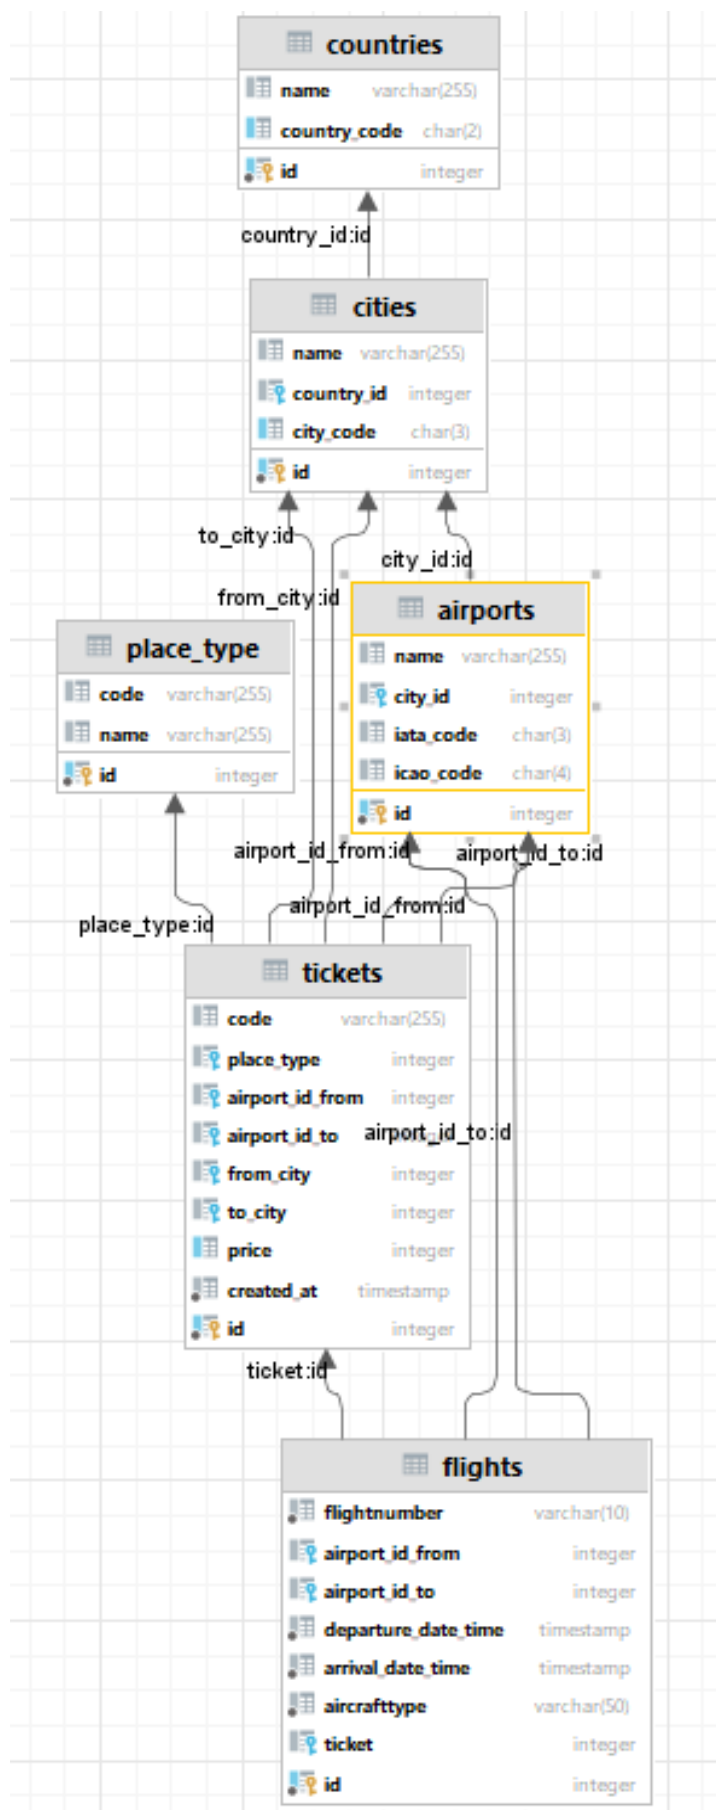 countries
name varchar(255)
country_code char(2)
id integer
country_id:id
cities
name varchar(255)
country_id integer
city_code char(3)
id integer
to_city:id
city_id:id
from_city:id
airports
name varchar(255)
city_id integer
iata_code char(3)
icao_code char(4)
id integer
place_type
code varchar(255)
name varchar(255)
id integer
airport_id_from:id
airport_id_to:id
airport_id_from:id
place_type:id
tickets
code varchar(255)
place_type integer
airport_id_from integer
airport_id_to integer
airport_id_to:id
from_city integer
to_city integer
price integer
created_at timestamp
id integer
ticket:id
flights
flightnumber varchar(10)
airport_id_from integer
airport_id_to integer
departure_date_time timestamp
arrival_date_time timestamp
aircrafttype varchar(50)
ticket integer
id integer